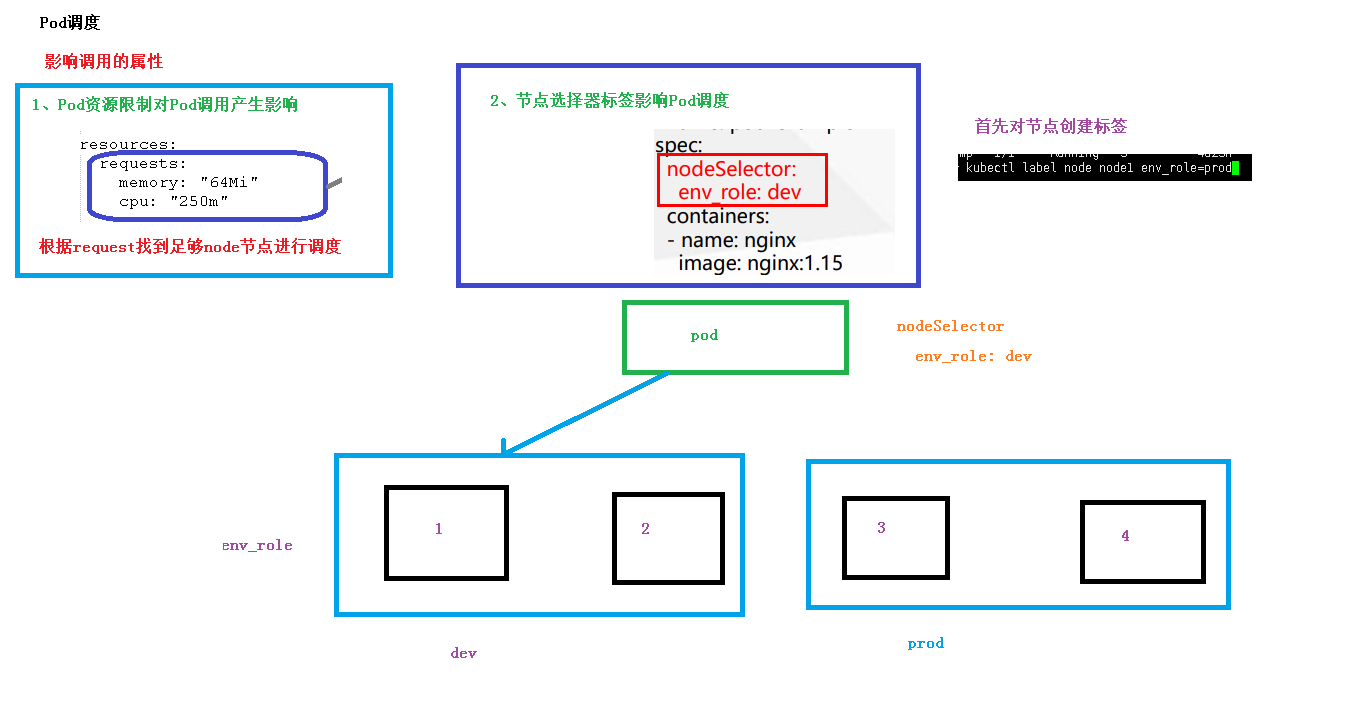 Pod调度
影响调用的属性
1、Pod资源限制对Pod调用产生影响
resources:
requests:
memory: "64Mi"
cpu: "250m"
根据request找到足够node节点进行调度
2、节点选择器标签影响Pod调度
spec:
nodeSelector:
env_role: dev
containers:
- name: nginx
image: nginx:1.15
首先对节点创建标签
kubectl label node node1 env_role=prod
pod
nodeSelector
env_role: dev
env_role
1
2
3
4
dev
prod